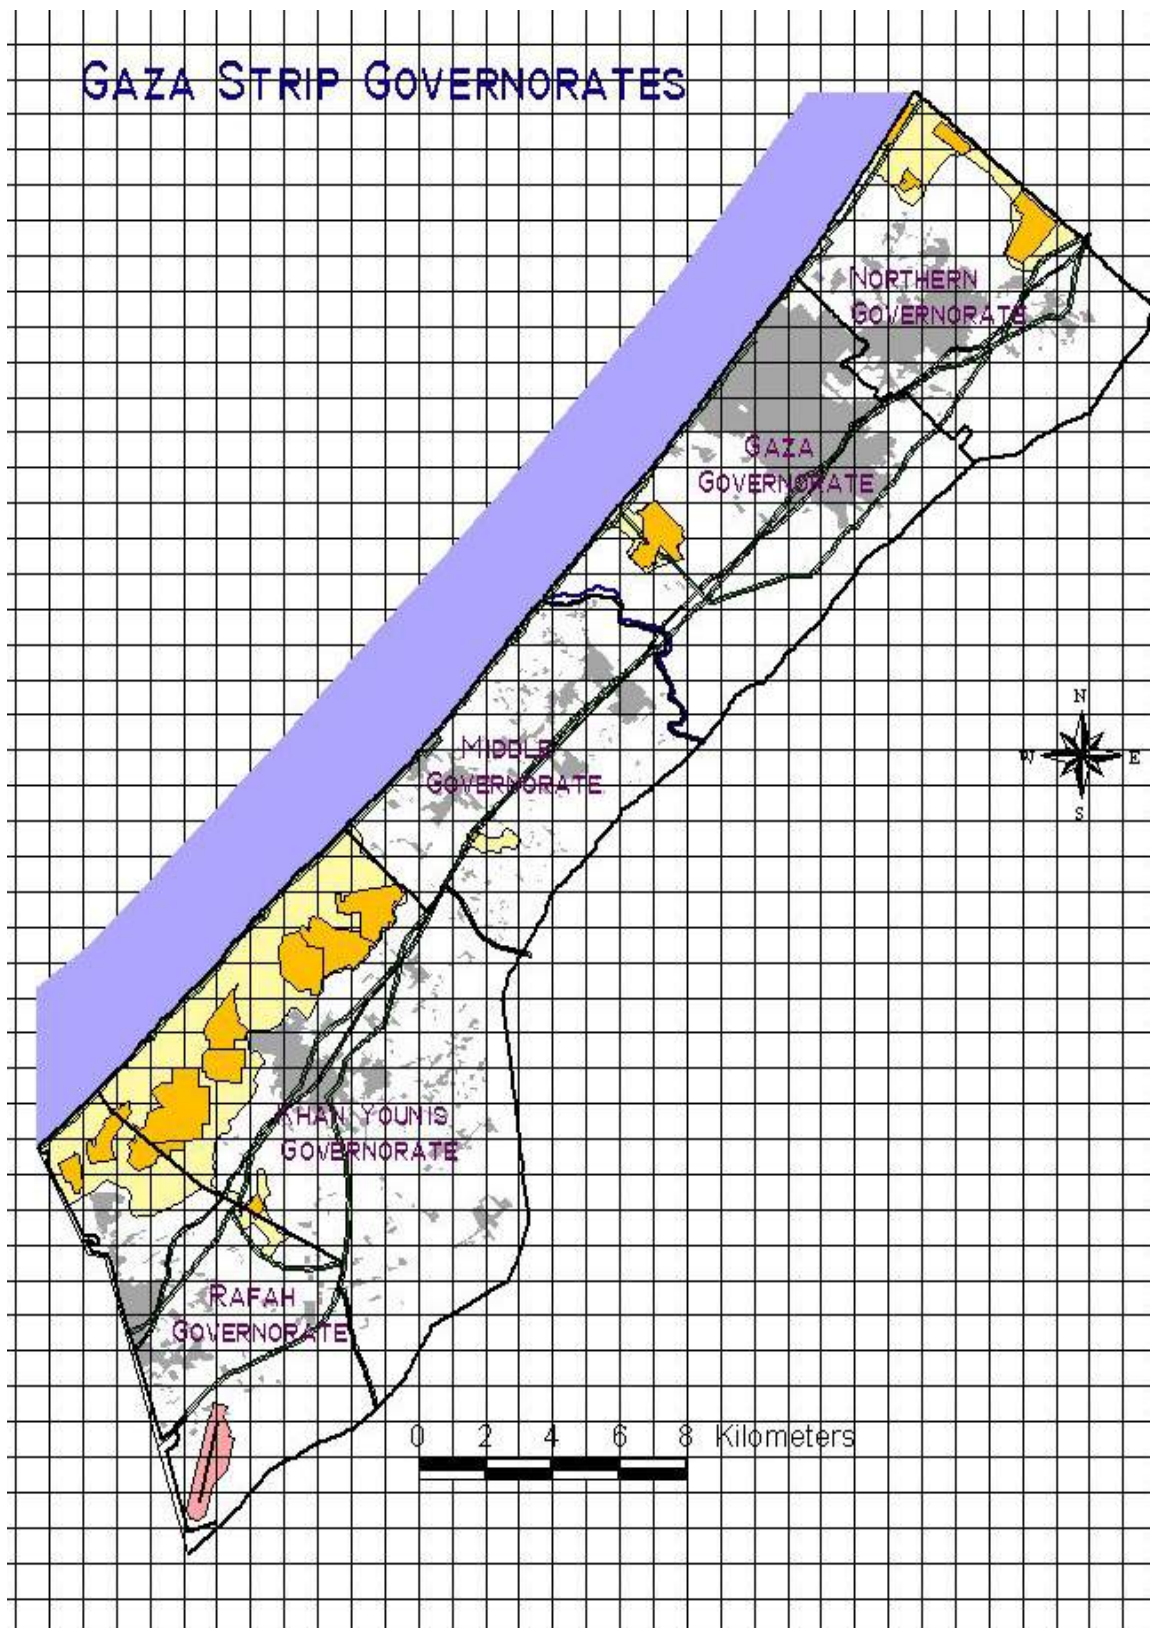 GAZA STRIP GOVERNORATES
NORTHERN
GOVERNORATE
GAZA
GOVERNORATE
N
W E
S
MIDDLE
GOVERNORATE
KHAN YOUNIS
GOVERNORATE
RAFAH
GOVERNORATE
0 2 4 6 8 Kilometers